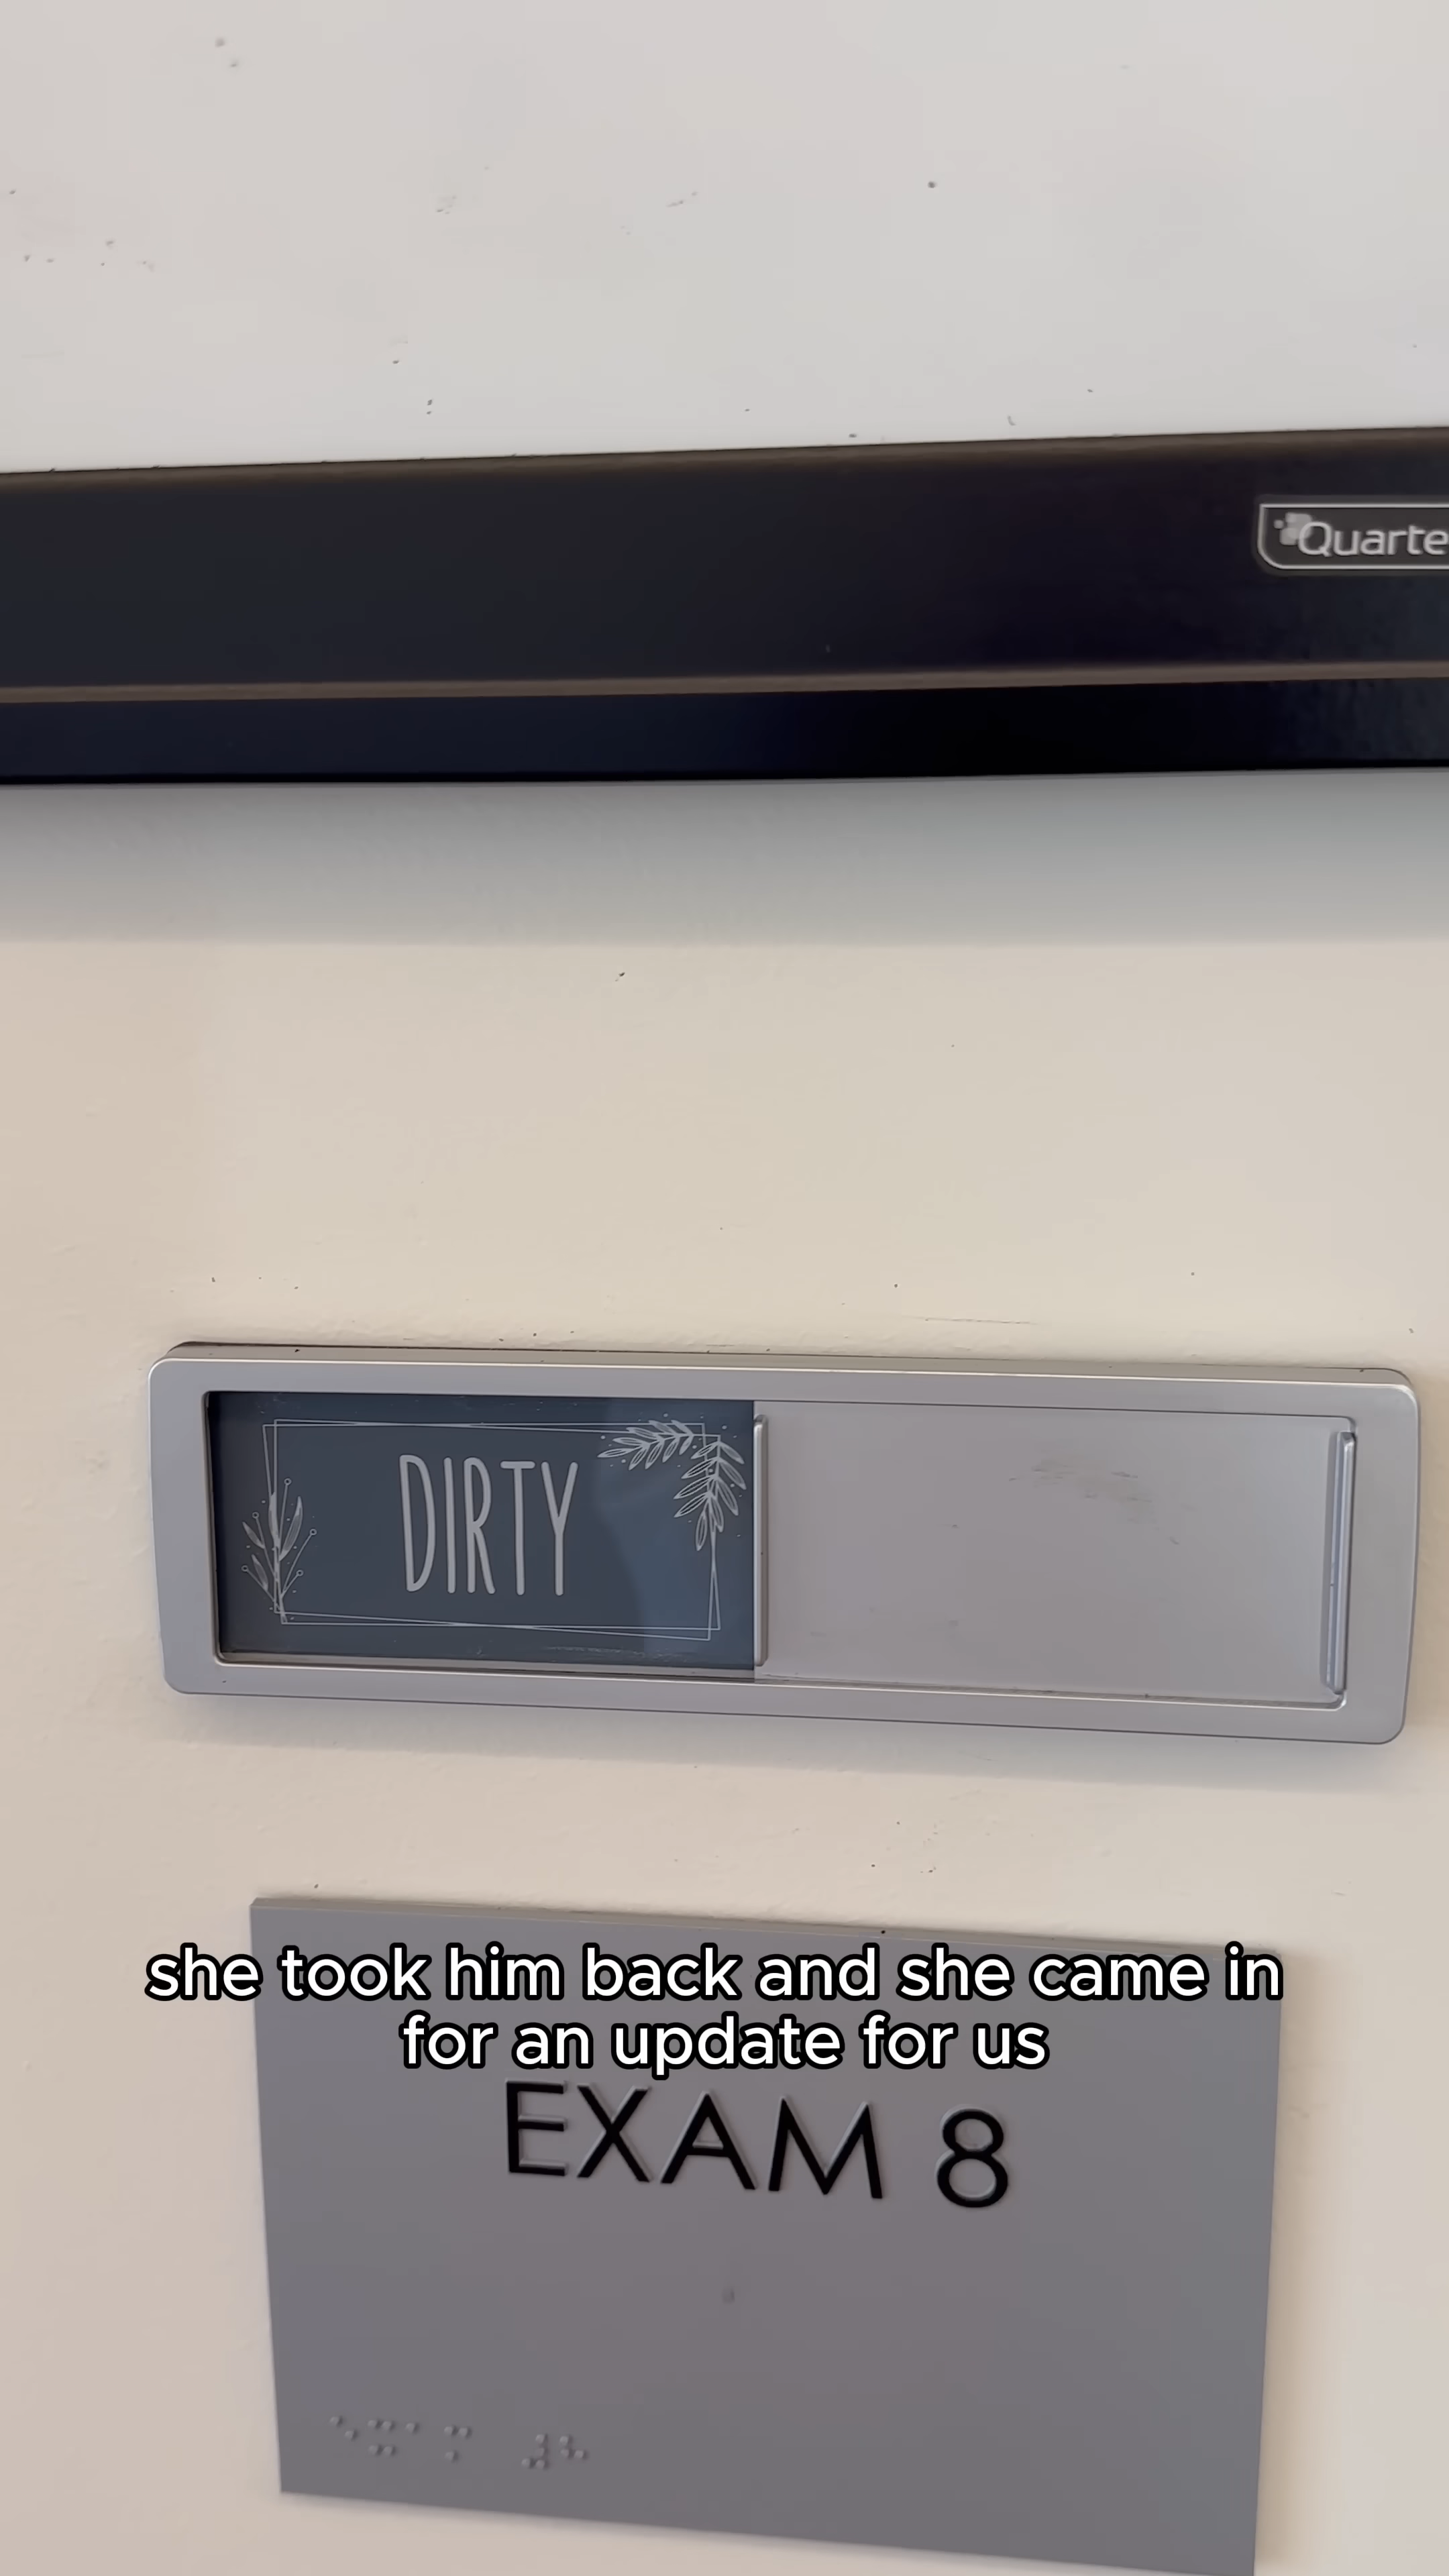 Quarte
DIRTY
she took him back and she came in
for an update for us
EXAM 8
⠑⠭⠁⠍ ⠼⠓